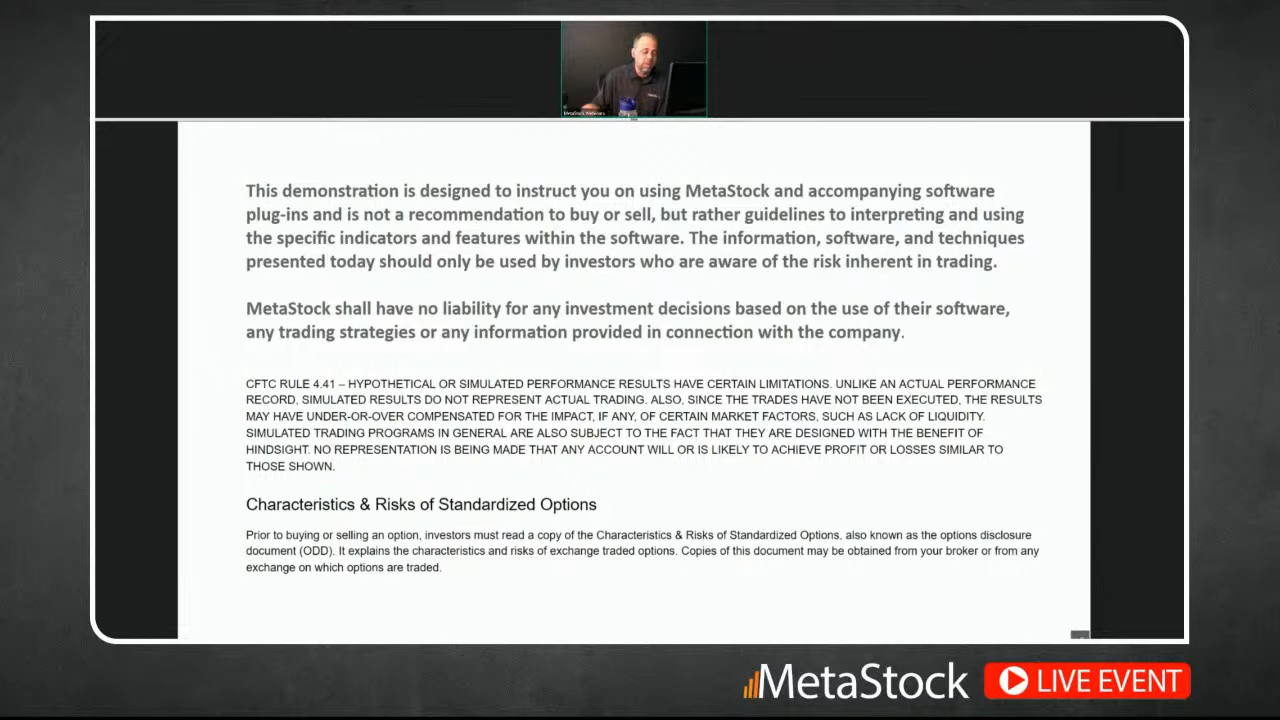 This demonstration is designed to instruct you on using MetaStock and accompanying software
plug-ins and is not a recommendation to buy or sell, but rather guidelines to interpreting and using
the specific indicators and features within the software. The information, software, and techniques
presented today should only be used by investors who are aware of the risk inherent in trading.
MetaStock shall have no liability for any investment decisions based on the use of their software,
any trading strategies or any information provided in connection with the company.
CFTC RULE 4.41 – HYPOTHETICAL OR SIMULATED PERFORMANCE RESULTS HAVE CERTAIN LIMITATIONS. UNLIKE AN ACTUAL PERFORMANCE
RECORD, SIMULATED RESULTS DO NOT REPRESENT ACTUAL TRADING. ALSO, SINCE THE TRADES HAVE NOT BEEN EXECUTED, THE RESULTS
MAY HAVE UNDER-OR-OVER COMPENSATED FOR THE IMPACT, IF ANY, OF CERTAIN MARKET FACTORS, SUCH AS LACK OF LIQUIDITY.
SIMULATED TRADING PROGRAMS IN GENERAL ARE ALSO SUBJECT TO THE FACT THAT THEY ARE DESIGNED WITH THE BENEFIT OF
HINDSIGHT. NO REPRESENTATION IS BEING MADE THAT ANY ACCOUNT WILL OR IS LIKELY TO ACHIEVE PROFIT OR LOSSES SIMILAR TO
THOSE SHOWN.
Characteristics & Risks of Standardized Options
Prior to buying or selling an option, investors must read a copy of the Characteristics & Risks of Standardized Options, also known as the options disclosure
document (ODD). It explains the characteristics and risks of exchange traded options. Copies of this document may be obtained from your broker or from any
exchange on which options are traded.
MetaStock LIVE EVENT